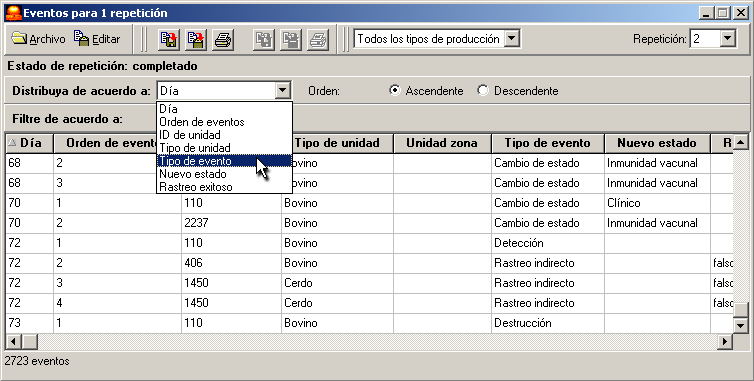 Eventos para 1 repetición
Archivo Editar Todos los tipos de producción Repetición: 2
Estado de repetición: completado
Distribuya de acuerdo a: Día Orden: Ascendente Descendente
Día
Orden de eventos
ID de unidad
Tipo de unidad
Tipo de evento
Nuevo estado
Rastreo exitoso
Filtre de acuerdo a:
Día Orden de evento Tipo de unidad Unidad zona Tipo de evento Nuevo estado R
68 2 Bovino Cambio de estado Inmunidad vacunal
68 3 Bovino Cambio de estado Inmunidad vacunal
70 1 110 Bovino Cambio de estado Clínico
70 2 2237 Bovino Cambio de estado Inmunidad vacunal
72 1 110 Bovino Detección
72 2 406 Bovino Rastreo indirecto falso
72 3 1450 Cerdo Rastreo indirecto falso
72 4 1450 Cerdo Rastreo indirecto falso
73 1 110 Bovino Destrucción
2723 eventos